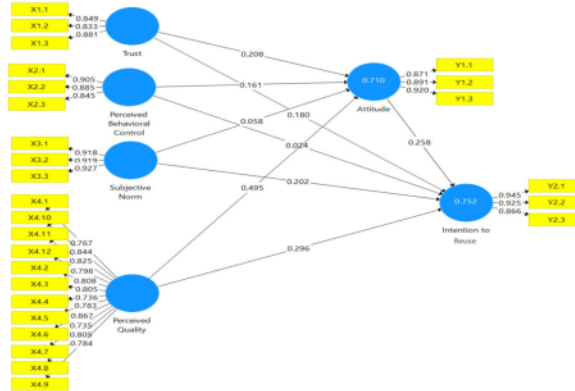 X1.1
X1.2
X1.3
0.849
0.833
0.881
Trust
X2.1
X2.2
X2.3
0.905
0.885
0.845
Perceived
Behavioral
Control
X3.1
X3.2
X3.3
0.918
0.919
0.927
Subjective
Norm
X4.1
X4.10
X4.11
X4.12
X4.2
X4.3
X4.4
X4.5
X4.6
X4.7
X4.8
X4.9
0.767
0.844
0.825
0.798
0.808
0.805
0.736
0.783
0.867
0.735
0.809
0.784
Perceived
Quality
0.208
0.161
0.180
0.058
0.024
0.495
0.202
0.296
0.258
0.710
Attitude
0.871
0.891
0.920
Y1.1
Y1.2
Y1.3
0.752
Intention to
Reuse
0.945
0.925
0.866
Y2.1
Y2.2
Y2.3